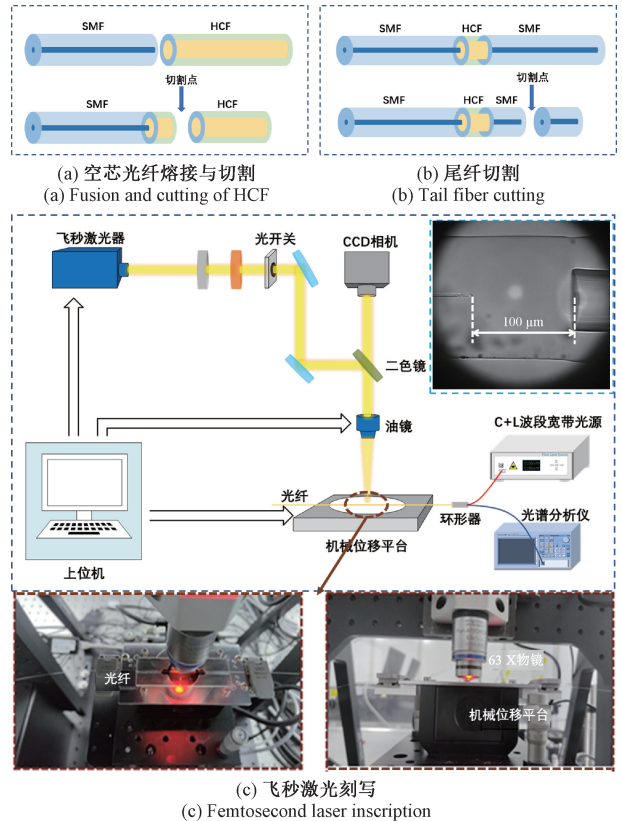 SMF HCF
切割点
SMF HCF
(a) 空芯光纤熔接与切割
(a) Fusion and cutting of HCF
SMF HCF SMF
切割点
SMF HCF SMF
(b) 尾纤切割
(b) Tail fiber cutting
飞秒激光器
光开关
CCD相机
100 μm
二色镜
油镜
C+L波段宽带光源
光纤
环形器
光谱分析仪
机械位移平台
上位机
光纤
63 X物镜
机械位移平台
(c) 飞秒激光刻写
(c) Femtosecond laser inscription